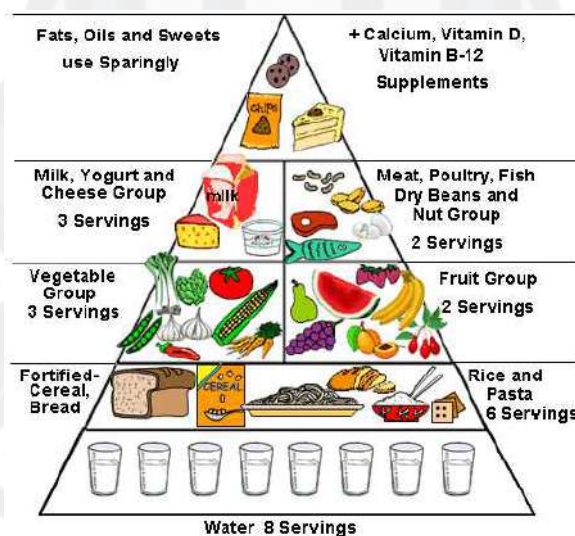 Fats, Oils and Sweets
use Sparingly
+ Calcium, Vitamin D,
Vitamin B-12
Supplements
chips
Milk, Yogurt and
Cheese Group
3 Servings
milk
Meat, Poultry, Fish
Dry Beans and
Nut Group
2 Servings
Vegetable
Group
3 Servings
Fruit Group
2 Servings
Fortified-
Cereal,
Bread
CEREAL
Rice and
Pasta
6 Servings
Water 8 Servings